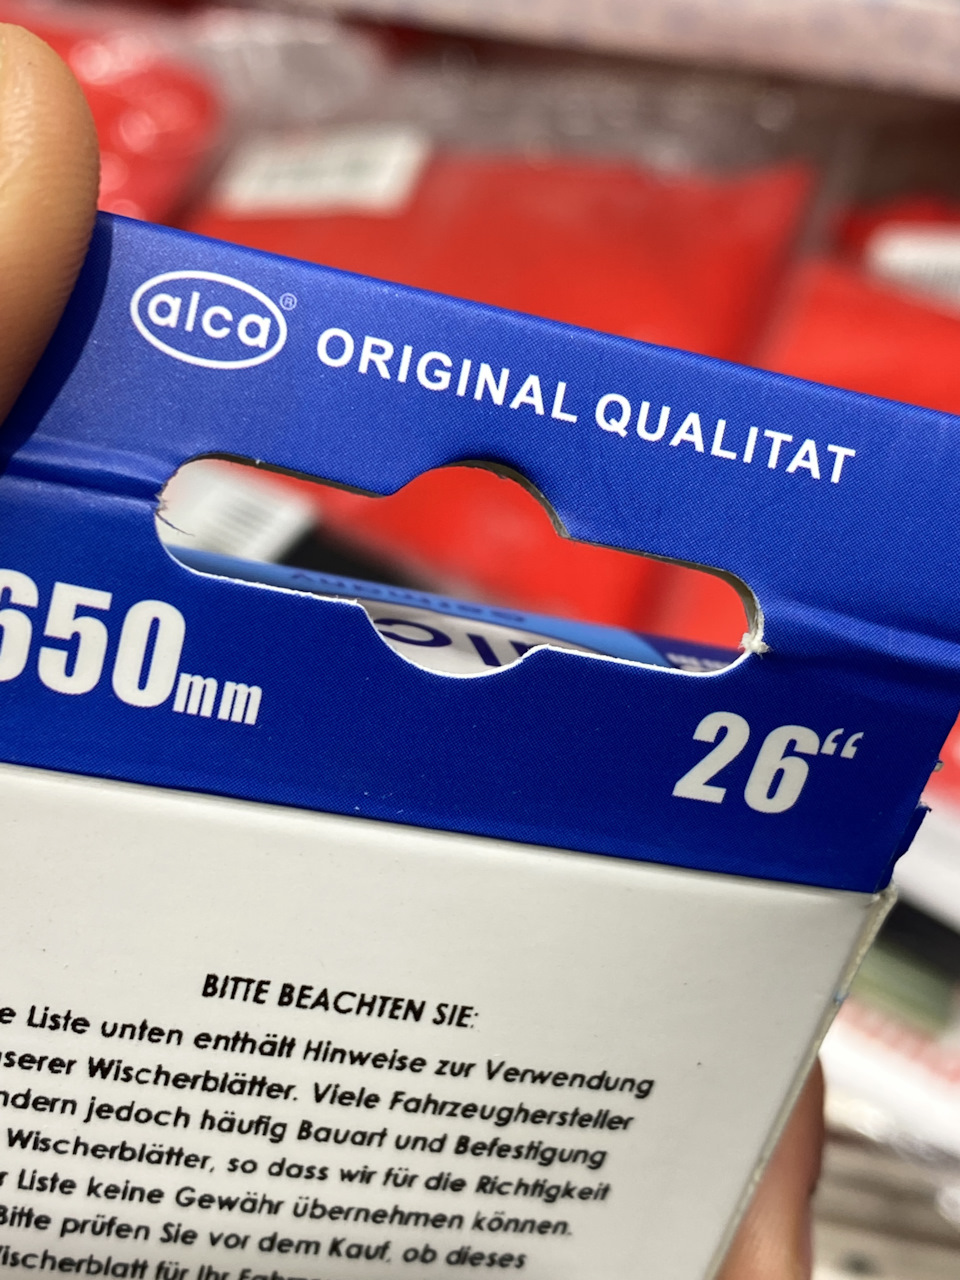 alca® ORIGINAL QUALITAT
650mm
26“
BITTE BEACHTEN SIE:
e Liste unten enthält Hinweise zur Verwendung
nserer Wischerblätter. Viele Fahrzeughersteller
ndern jedoch häufig Bauart und Befestigung
Wischerblätter, so dass wir für die Richtigkeit
r Liste keine Gewähr übernehmen können.
Bitte prüfen Sie vor dem Kauf, ob dieses
Wischerblatt für Ihr